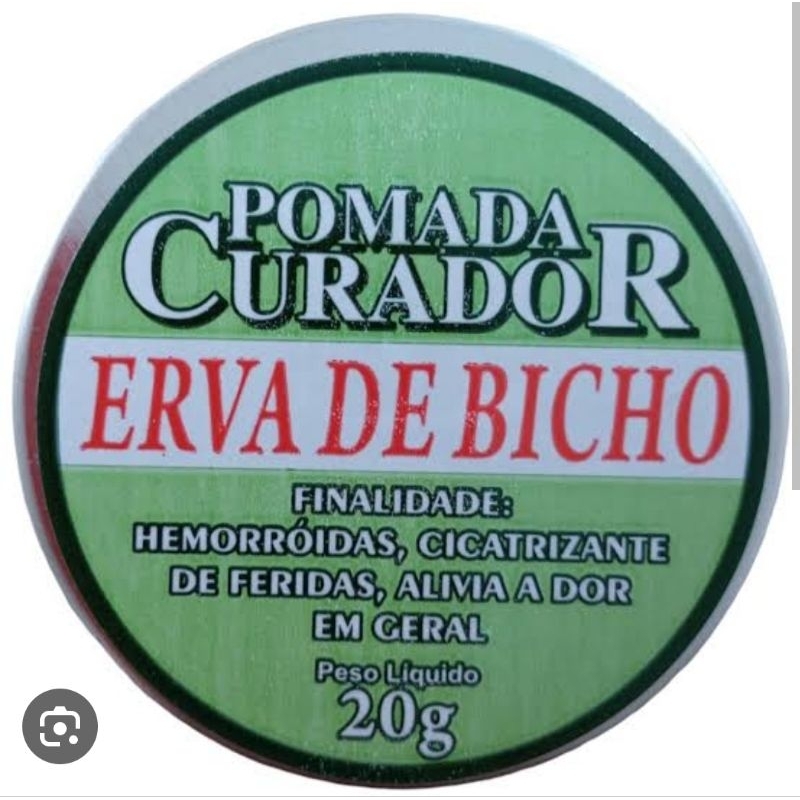 POMADA
CURADOR
ERVA DE BICHO
FINALIDADE:
HEMORRÓIDAS, CICATRIZANTE
DE FERIDAS, ALIVIA A DOR
EM GERAL
Peso Líquido
20g